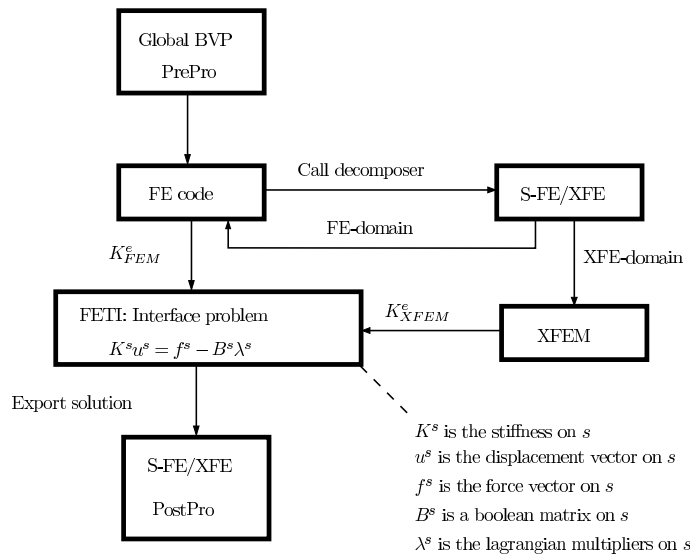 Global BVP
PrePro
FE code
Call decomposer
S-FE/XFE
FE-domain
XFE-domain
K^e_{FEM}
FETI: Interface problem
K^s u^s = f^s − B^s λ^s
K^e_{XFEM}
XFEM
Export solution
S-FE/XFE
PostPro
K^s is the stiffness on s
u^s is the displacement vector on s
f^s is the force vector on s
B^s is a boolean matrix on s
λ^s is the lagrangian multipliers on s